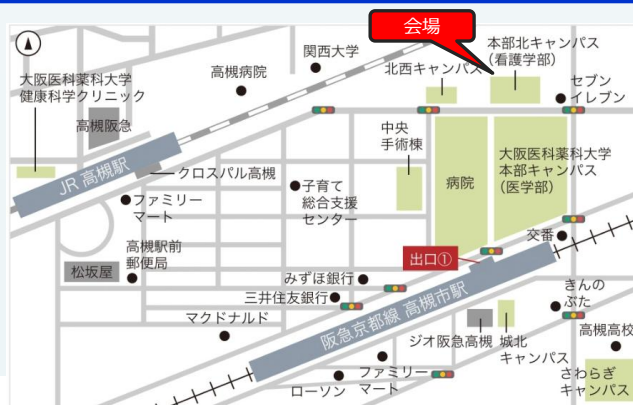 会場
関西大学
本部北キャンパス
（看護学部）
大阪医科薬科大学
健康科学クリニック
高槻病院
北西キャンパス
セブン
イレブン
高槻阪急
中央
手術棟
JR 高槻駅
クロスパル高槻
病院
大阪医科薬科大学
本部キャンパス
（医学部）
ファミリー
マート
子育て
総合支援
センター
高槻駅前
郵便局
交番
松坂屋
出口①
みずほ銀行
三井住友銀行
きんの
ぶた
マクドナルド
阪急京都線 高槻市駅
ジオ阪急高槻
城北
キャンパス
高槻高校
ローソン
ファミリー
マート
さわらぎ
キャンパス